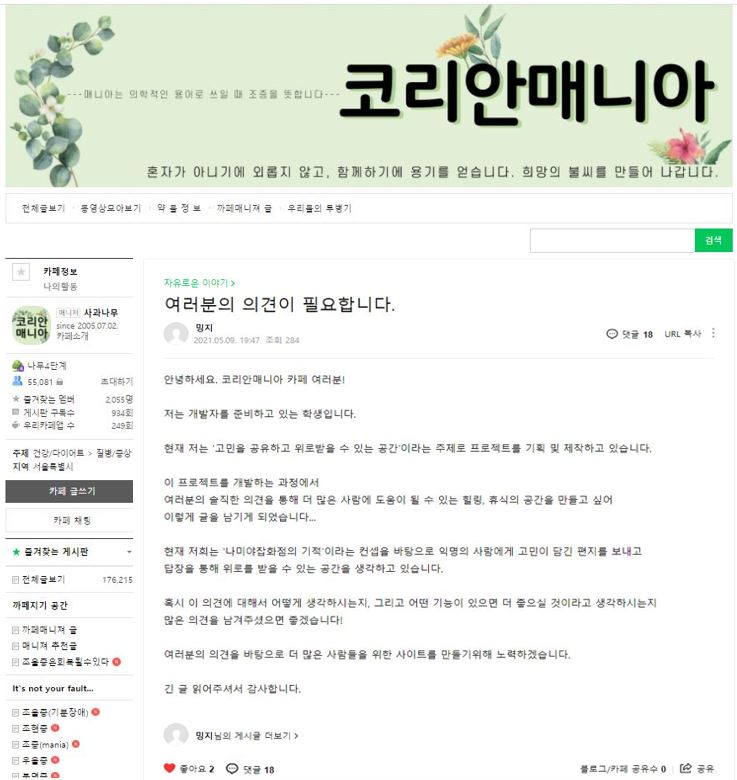 ---매니아는 의학적인 용어로 쓰일 때 조증을 뜻합니다---
코리안매니아
혼자가 아니기에 외롭지 않고, 함께하기에 용기를 얻습니다. 희망의 불씨를 만들어 나갑니다.
전체글보기 · 동영상모아보기 · 약 물 정 보 · 까페매니져 글 · 우리들의 투병기
검색
카페정보
나의활동
코리안
매니아
매니저 사과나무
since 2005.07.02.
카페소개
나무4단계
55,081
초대하기
즐겨찾는 멤버 2,055명
게시판 구독수 934회
우리카페앱 수 249회
주제 건강/다이어트 > 질병/증상
지역 서울특별시
카페 글쓰기
카페 채팅
즐겨찾는 게시판
전체글보기 176,215
까페지기 공간
까페매니져 글
매니져 추천글
조울증은회복될수있다 N
It's not your fault...
조울증(기분장애) N
조현증 N
조증(mania) N
우울증 N
자유로운 이야기 >
여러분의 의견이 필요합니다.
밍지
2021.05.09. 19:47 조회 284
댓글 18 URL 복사
안녕하세요. 코리안매니아 카페 여러분!
저는 개발자를 준비하고 있는 학생입니다.
현재 저는 '고민을 공유하고 위로받을 수 있는 공간'이라는 주제로 프로젝트를 기획 및 제작하고 있습니다.
이 프로젝트를 개발하는 과정에서
여러분의 솔직한 의견을 통해 더 많은 사람에 도움이 될 수 있는 힐링, 휴식의 공간을 만들고 싶어
이렇게 글을 남기게 되었습니다...
현재 저희는 '나미야잡화점의 기적'이라는 컨셉을 바탕으로 익명의 사람에게 고민이 담긴 편지를 보내고
답장을 통해 위로를 받을 수 있는 공간을 생각하고 있습니다.
혹시 이 의견에 대해서 어떻게 생각하시는지, 그리고 어떤 기능이 있으면 더 좋으실 것이라고 생각하시는지
많은 의견을 남겨주셨으면 좋겠습니다!
여러분의 의견을 바탕으로 더 많은 사람들을 위한 사이트를 만들기위해 노력하겠습니다.
긴 글 읽어주셔서 감사합니다.
밍지님의 게시글 더보기 >
좋아요 2 댓글 18
블로그/카페 공유수 0 공유